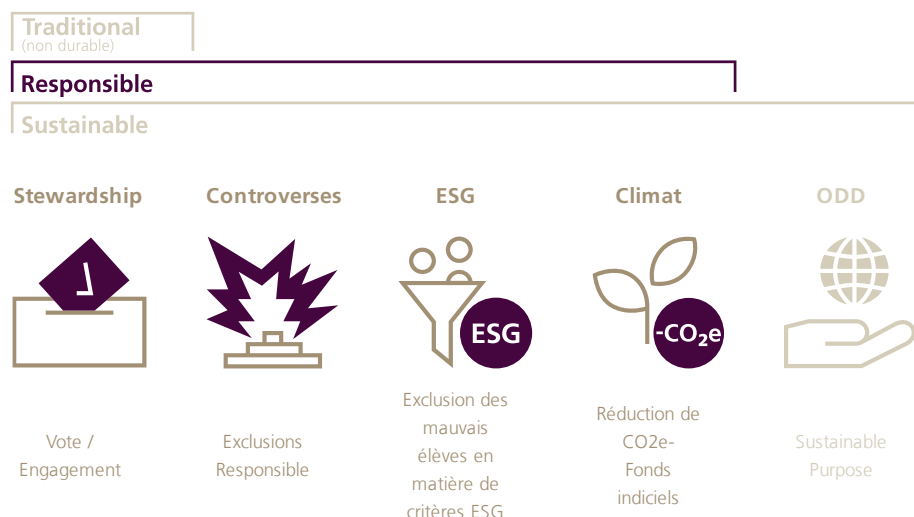 Traditional
(non durable)
Responsible
Sustainable
Stewardship
Controverses
ESG
Climat
ODD
ESG
-CO₂e
Vote /
Engagement
Exclusions
Responsible
Exclusion des
mauvais
élèves en
matière de
critères ESG
Réduction de
CO2e-
Fonds
indiciels
Sustainable
Purpose